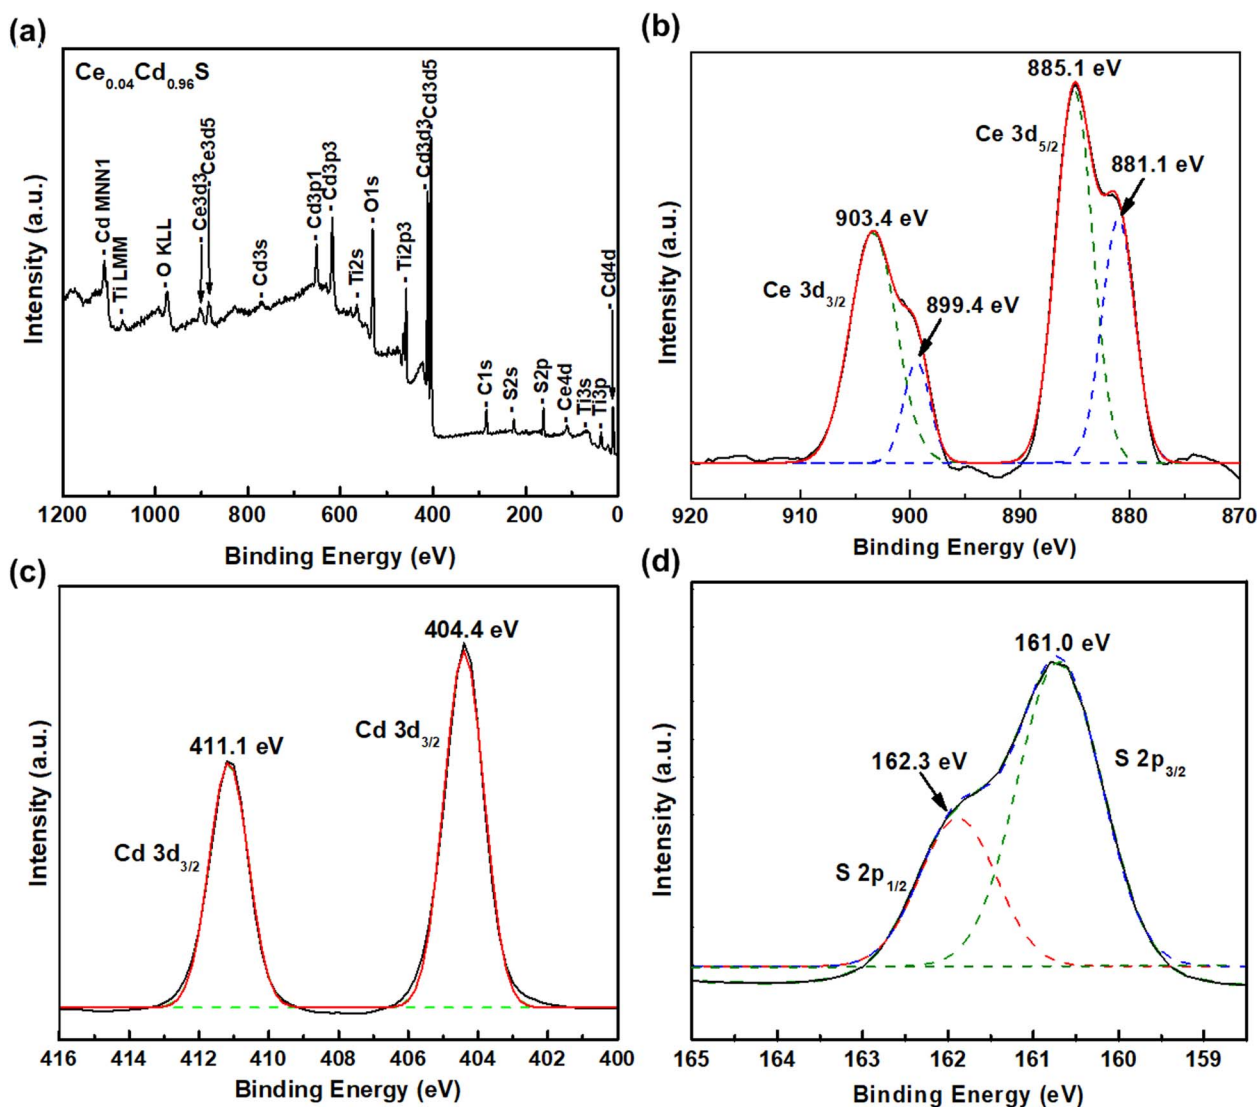 (a)
Ce0.04Cd0.96S
Cd MNN1
Ti LMM
O KLL
Ce3d3
Ce3d5
Cd3s
Cd3p1
Cd3p3
Ti2s
O1s
Ti2p3
Cd3d3
Cd3d5
C1s
S2s
S2p
Ce4d
Ti3s
Ti3p
Cd4d
Intensity (a.u.)
1200 1000 800 600 400 200 0
Binding Energy (eV)
(b)
885.1 eV
Ce 3d5/2
881.1 eV
903.4 eV
Ce 3d3/2
899.4 eV
Intensity (a.u.)
920 910 900 890 880 870
Binding Energy (eV)
(c)
404.4 eV
Cd 3d3/2
411.1 eV
Cd 3d3/2
Intensity (a.u.)
416 414 412 410 408 406 404 402 400
Binding Energy (eV)
(d)
161.0 eV
162.3 eV
S 2p3/2
S 2p1/2
Intensity (a.u.)
165 164 163 162 161 160 159
Binding Energy (eV)